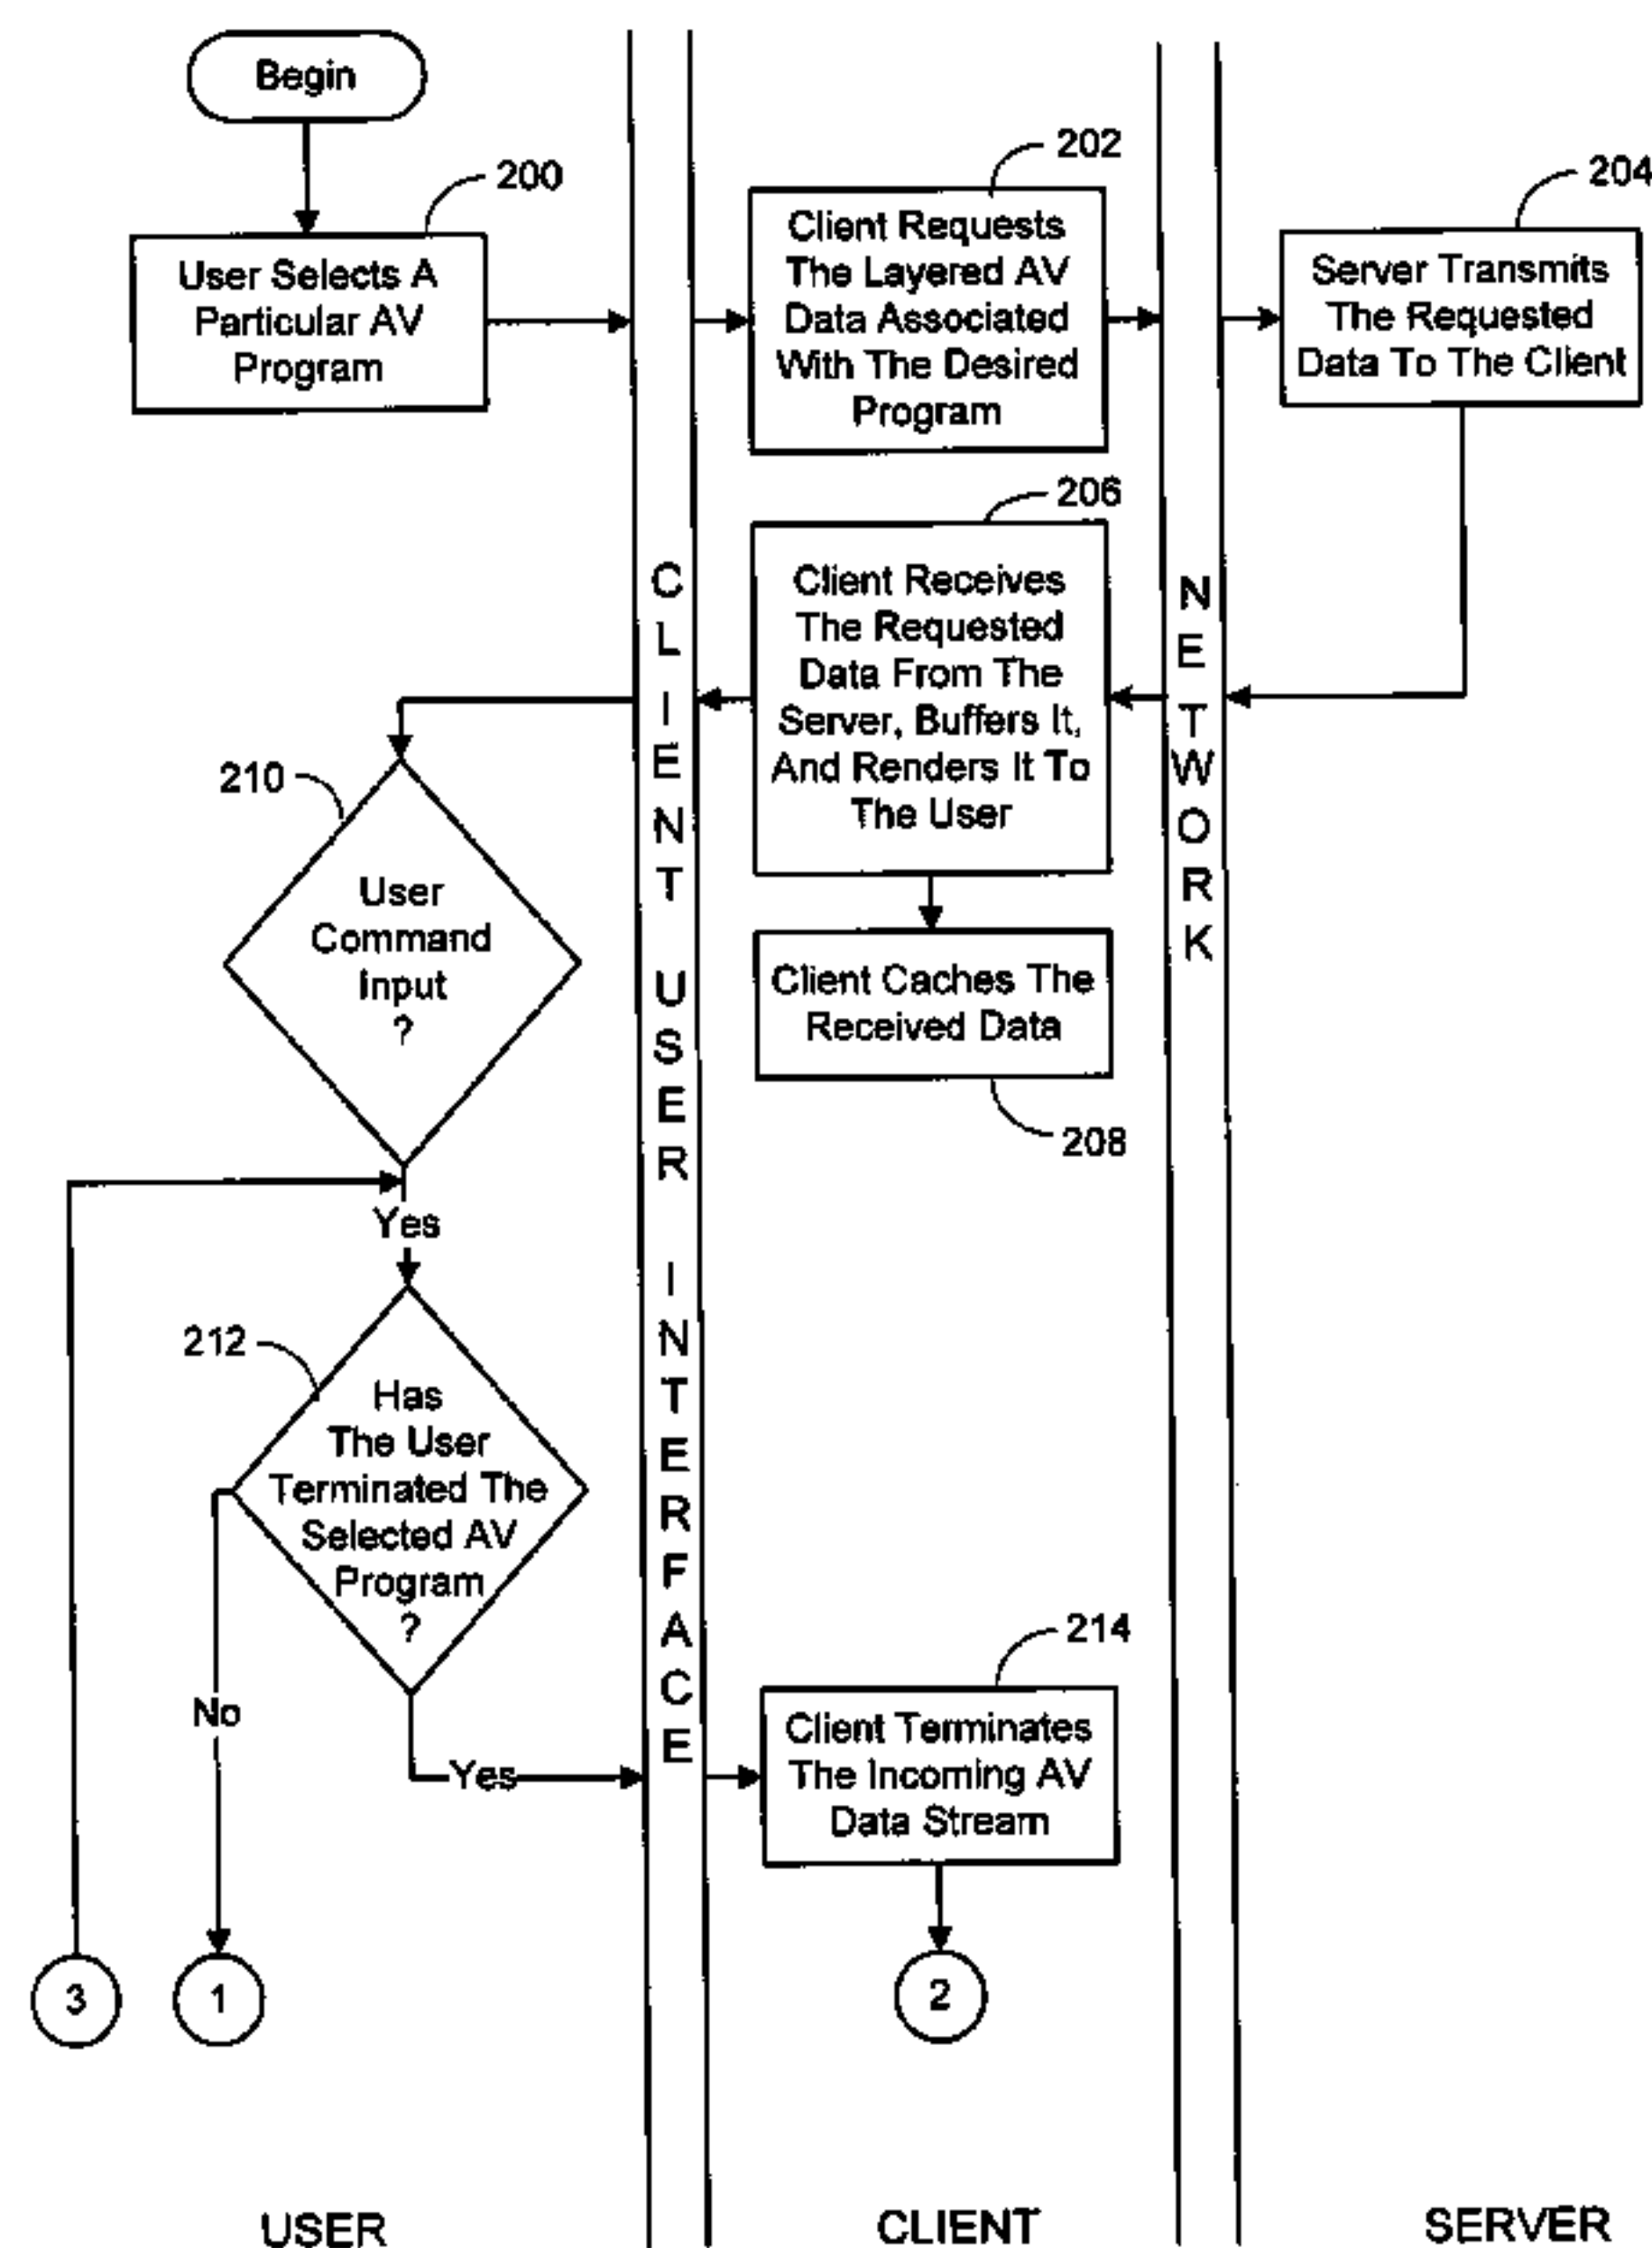 Begin
200
User Selects A
Particular AV
Program
202
Client Requests
The Layered AV
Data Associated
With The Desired
Program
204
Server Transmits
The Requested
Data To The Client
206
Client Receives
The Requested
Data From The
Server, Buffers It,
And Renders It To
The User
Client Caches The
Received Data
208
CLIENT USER INTERFACE
NETWORK
210
User
Command
Input
?
Yes
212
Has
The User
Terminated The
Selected AV
Program
?
No
Yes
214
Client Terminates
The Incoming AV
Data Stream
3
1
2
USER
CLIENT
SERVER